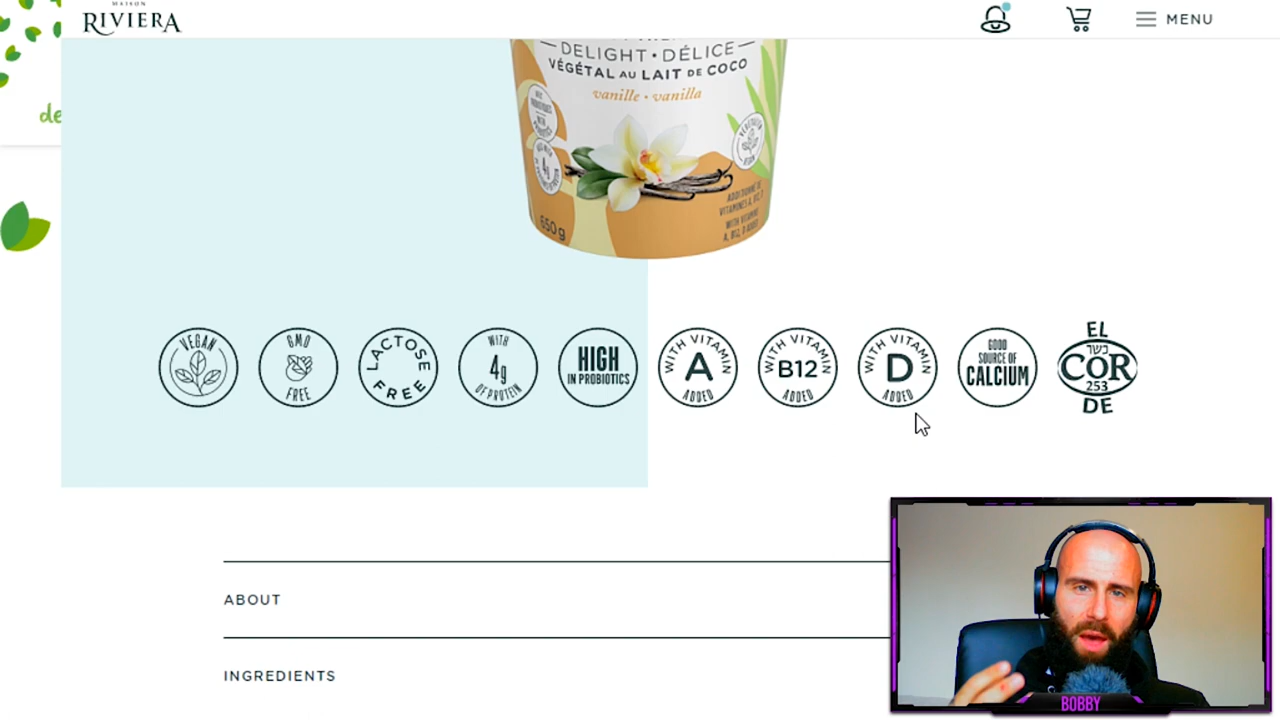 MAISON
RIVIERA
MENU
de
DELIGHT • DÉLICE
VÉGÉTAL AU LAIT DE COCO
vanille • vanilla
650g
VEGAN
GMO
FREE
LACTOSE
FREE
WITH
4g
OF PROTEIN
HIGH
IN PROBIOTICS
WITH VITAMIN
A
ADDED
WITH VITAMIN
B12
ADDED
WITH VITAMIN
D
ADDED
GOOD
SOURCE OF
CALCIUM
EL
כשר
COR
253
DE
ABOUT
INGREDIENTS
BOBBY